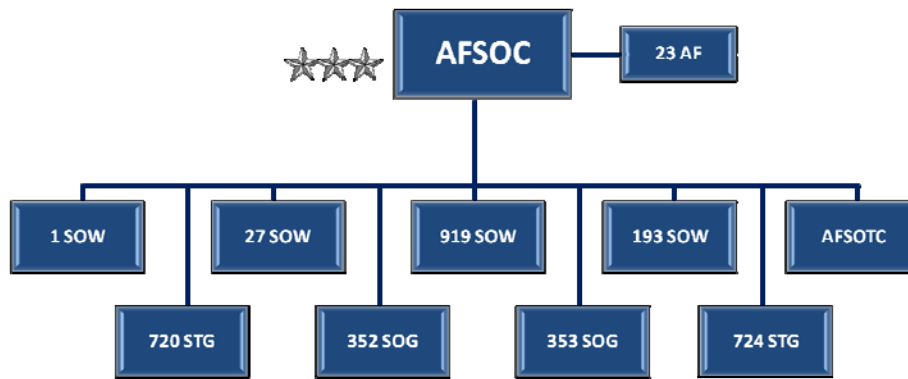 AFSOC
23 AF
1 SOW
27 SOW
919 SOW
193 SOW
AFSOTC
720 STG
352 SOG
353 SOG
724 STG